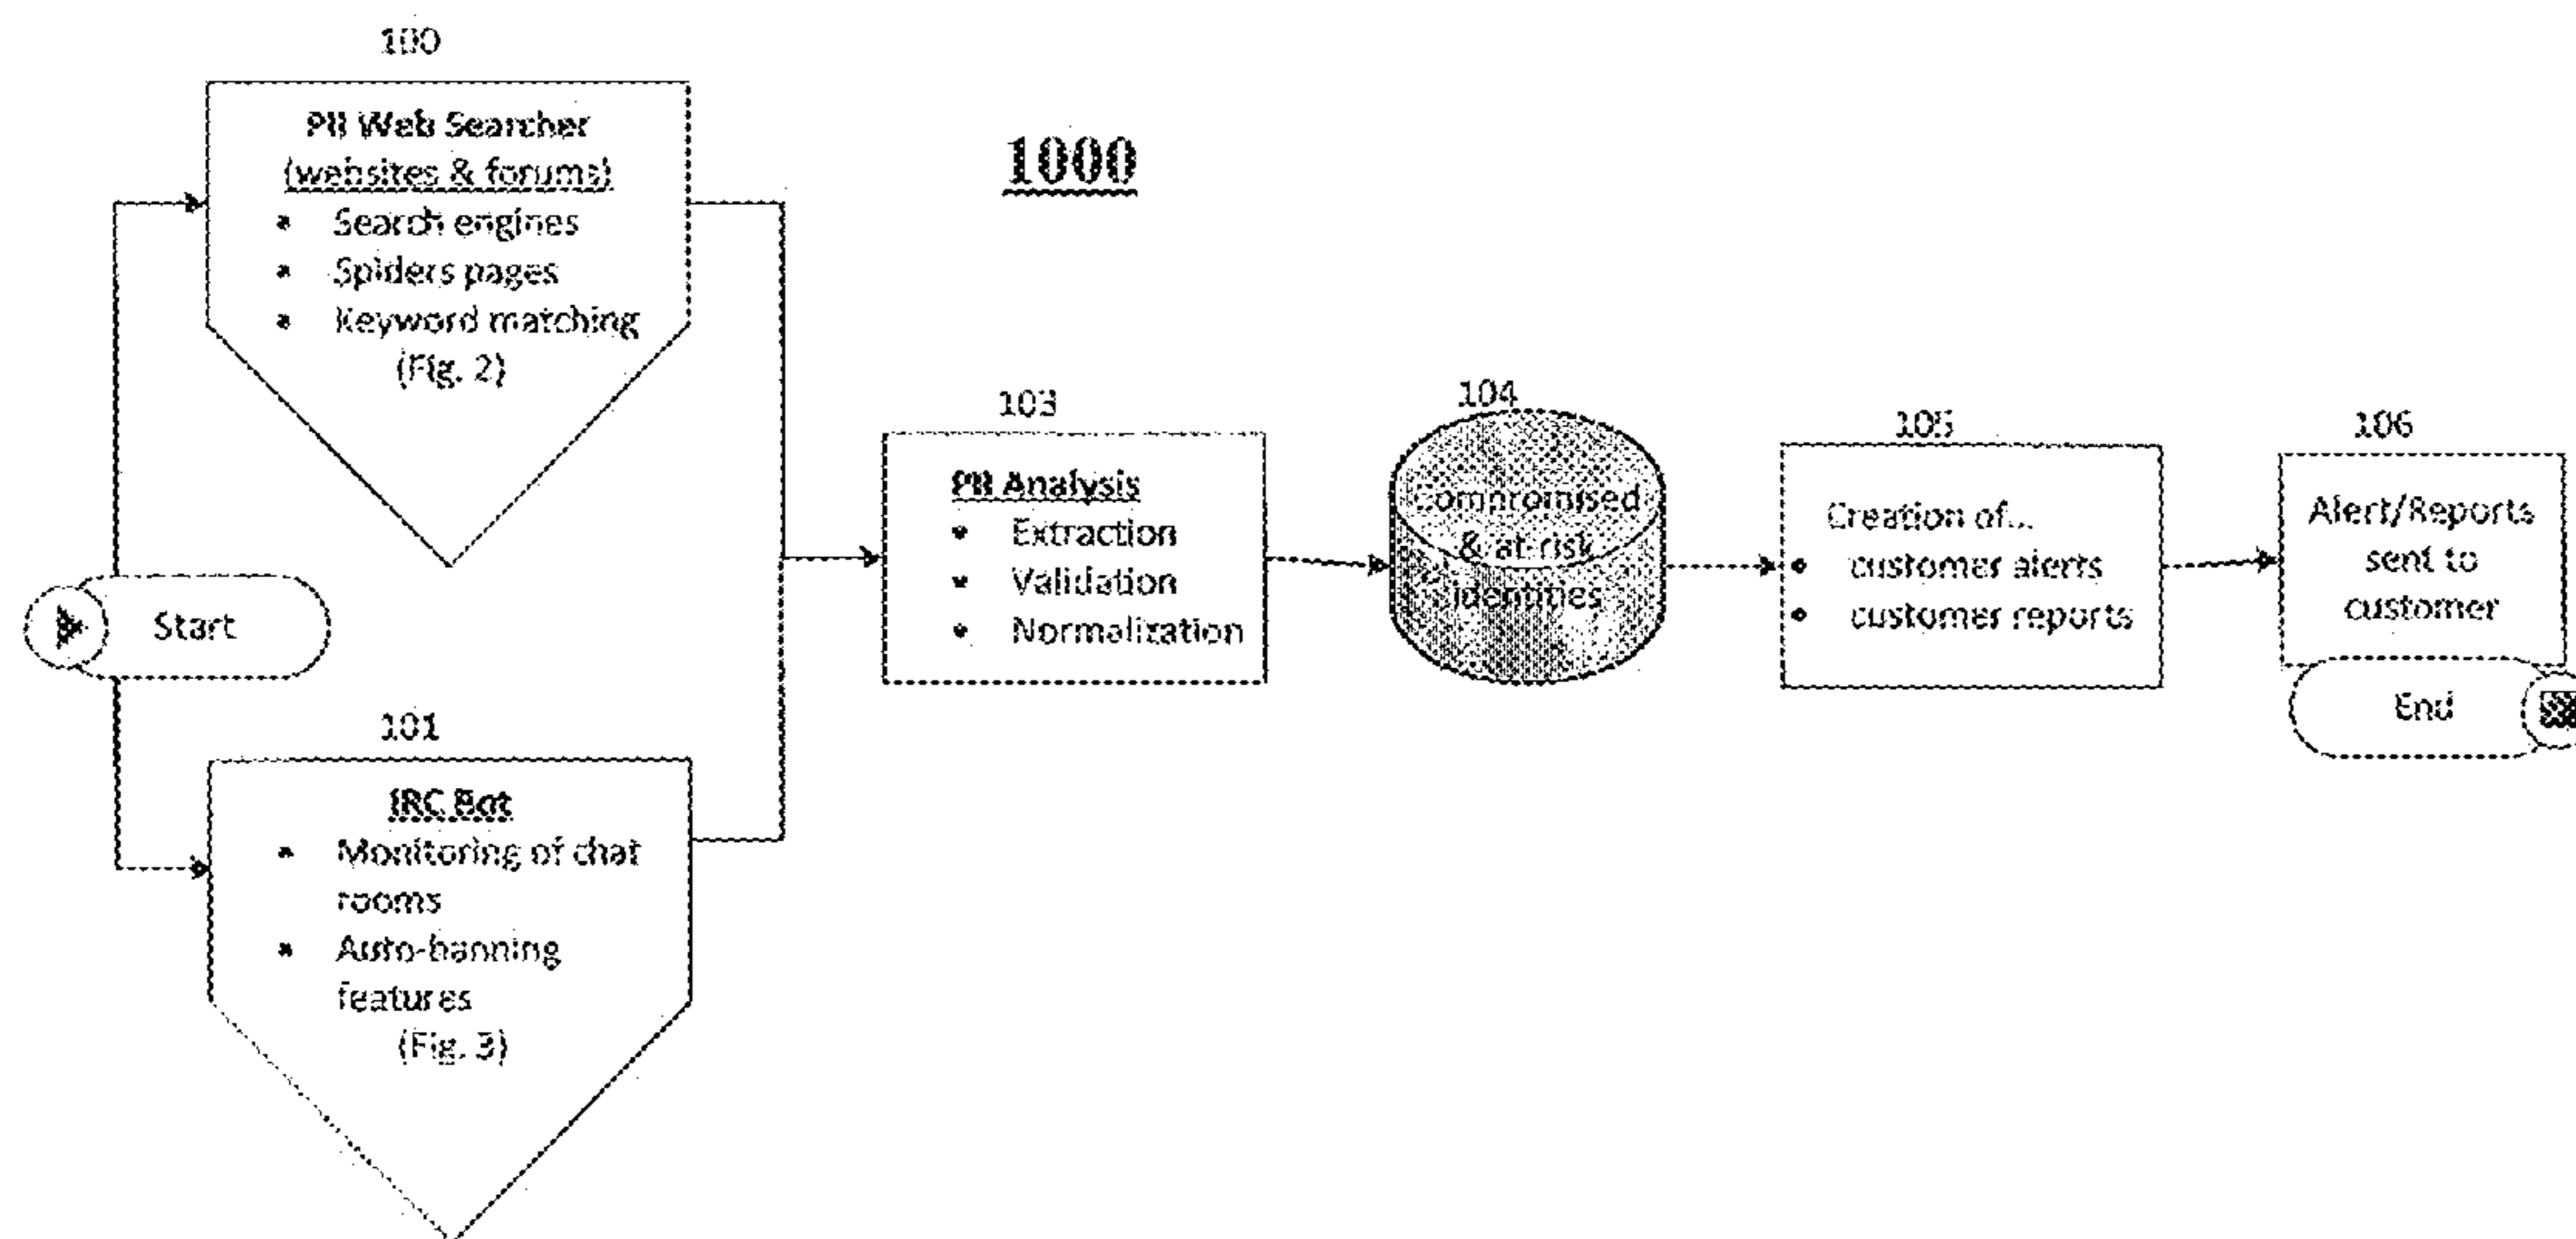 100
PII Web Searcher
(websites & forums)
• Search engines
• Spiders pages
• Keyword matching
(Fig. 2)
1000
Start
101
IRC Bot
• Monitoring of chat
rooms
• Auto-banning
features
(Fig. 3)
103
PII Analysis
• Extraction
• Validation
• Normalization
104
Compromised
& at-risk
identities
105
Creation of...
• customer alerts
• customer reports
106
Alert/Reports
sent to
customer
End